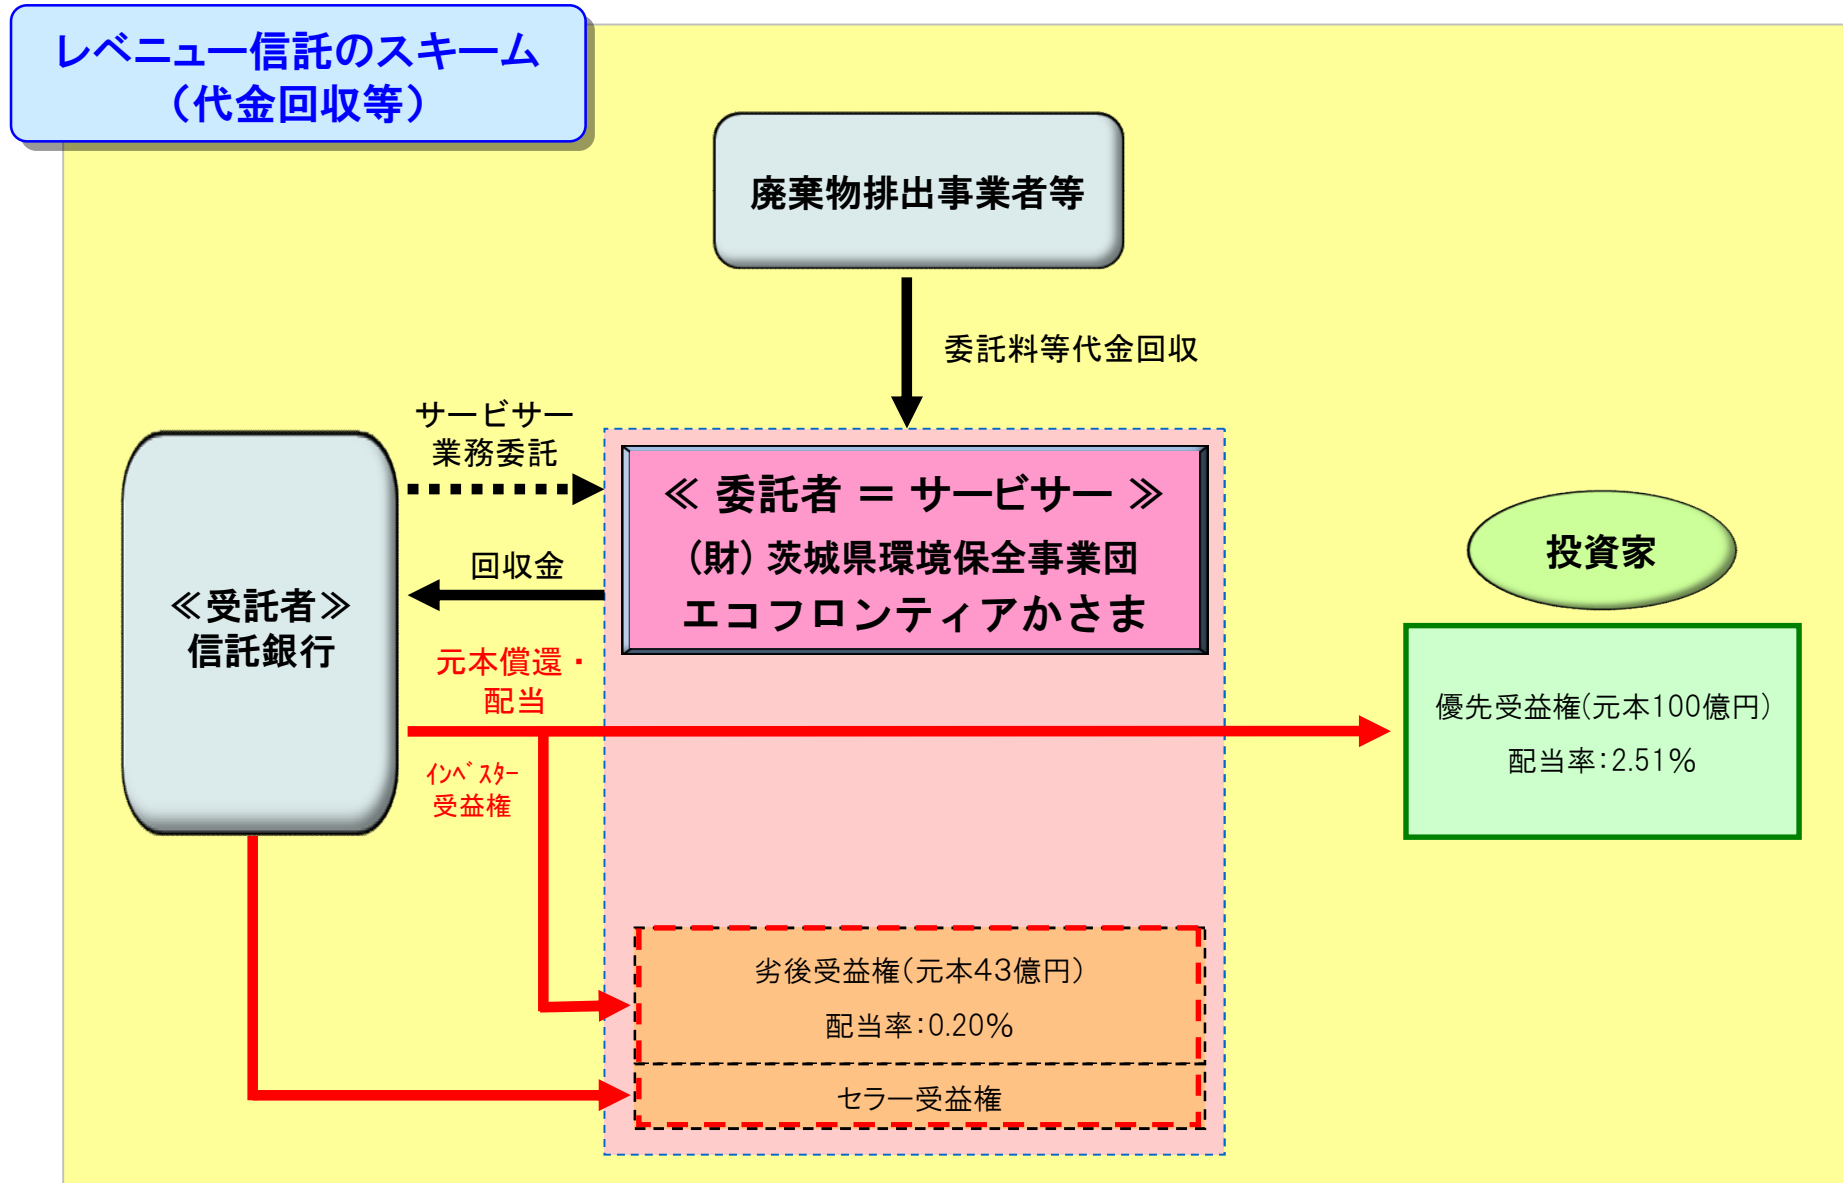 レベニュー信託のスキーム
（代金回収等）
廃棄物排出事業者等
委託料等代金回収
サービサー
業務委託
≪ 委託者 ＝ サービサー ≫
（財）茨城県環境保全事業団
エコフロンティアかさま
回収金
≪受託者≫
信託銀行
投資家
元本償還・
配当
優先受益権(元本100億円)
配当率：2.51％
ｲﾝﾍﾞｽﾀｰ
受益権
劣後受益権(元本43億円)
配当率：0.20％
セラー受益権